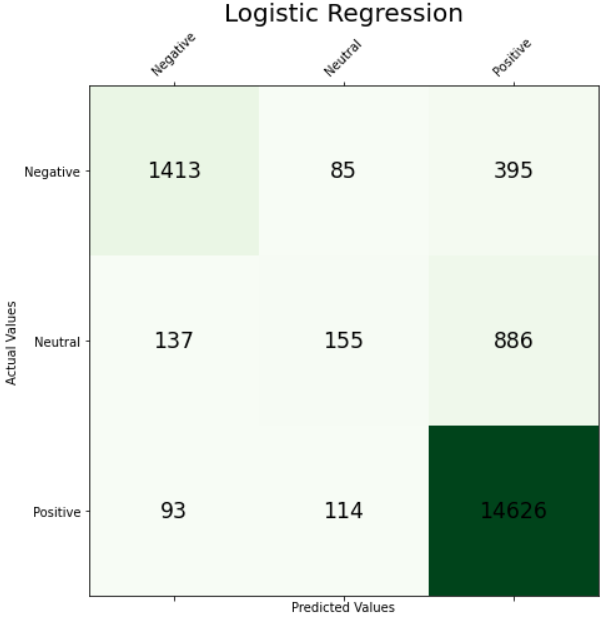 Logistic Regression
Negative Neutral Positive
Negative 1413 85 395
Neutral 137 155 886
Positive 93 114 14626
Actual Values
Predicted Values